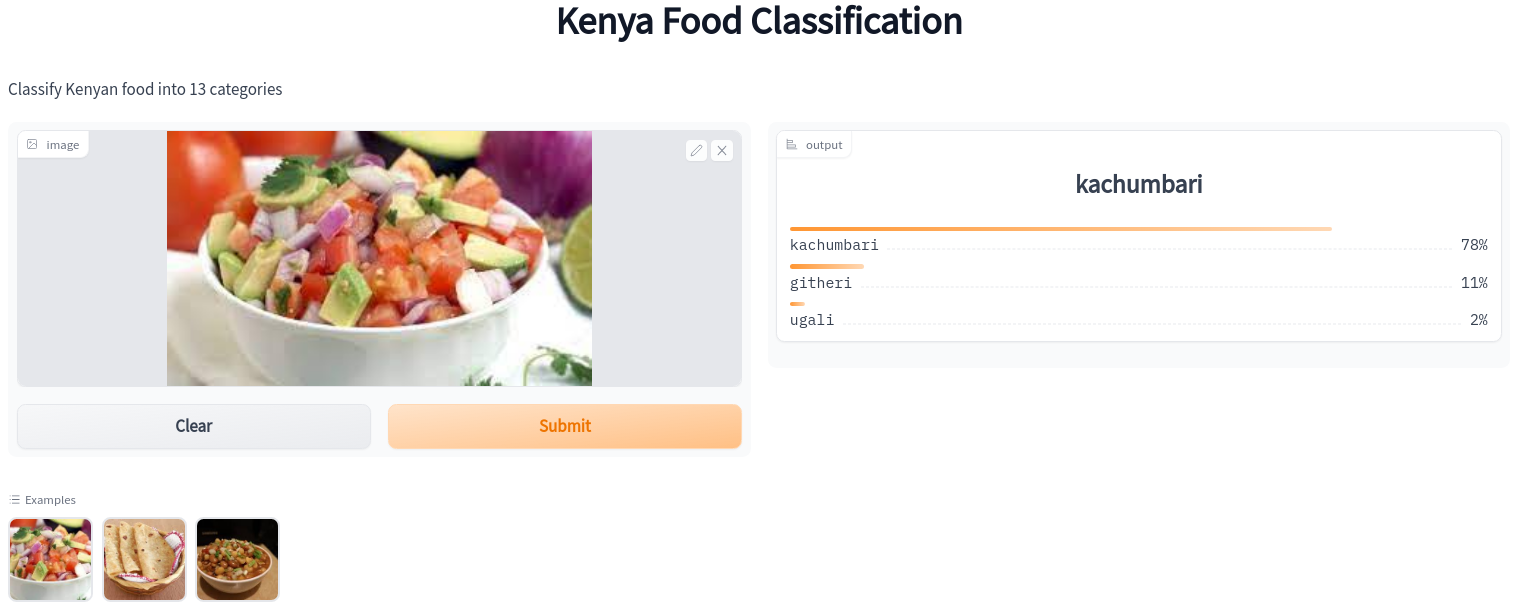 Kenya Food Classification
Classify Kenyan food into 13 categories
image
Clear
Submit
output
kachumbari
kachumbari 78%
githeri 11%
ugali 2%
Examples